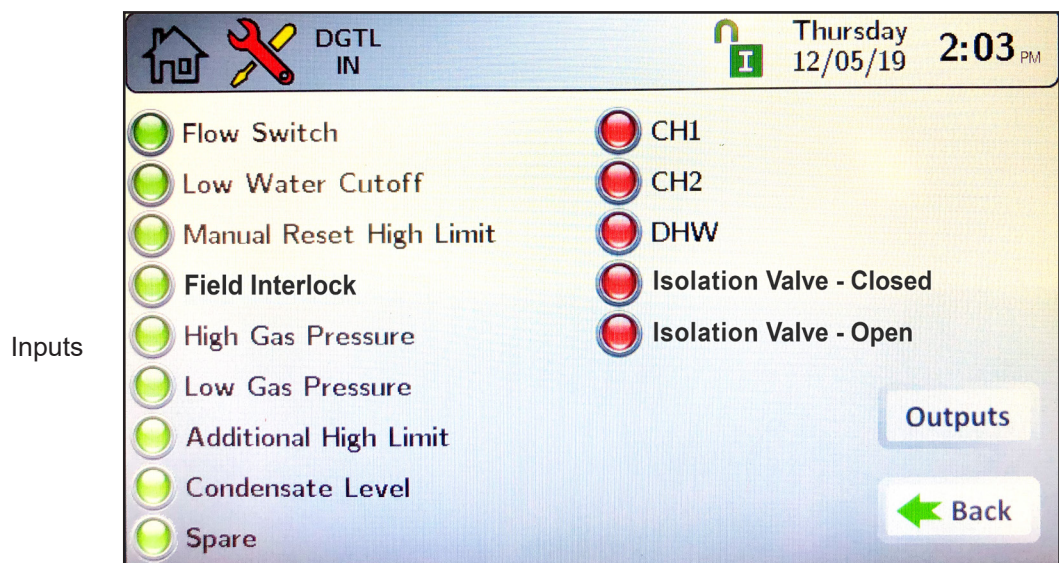 DGTL
IN
Thursday
12/05/19
2:03 PM
Inputs
Flow Switch
Low Water Cutoff
Manual Reset High Limit
Field Interlock
High Gas Pressure
Low Gas Pressure
Additional High Limit
Condensate Level
Spare
CH1
CH2
DHW
Isolation Valve - Closed
Isolation Valve - Open
I
Outputs
Back